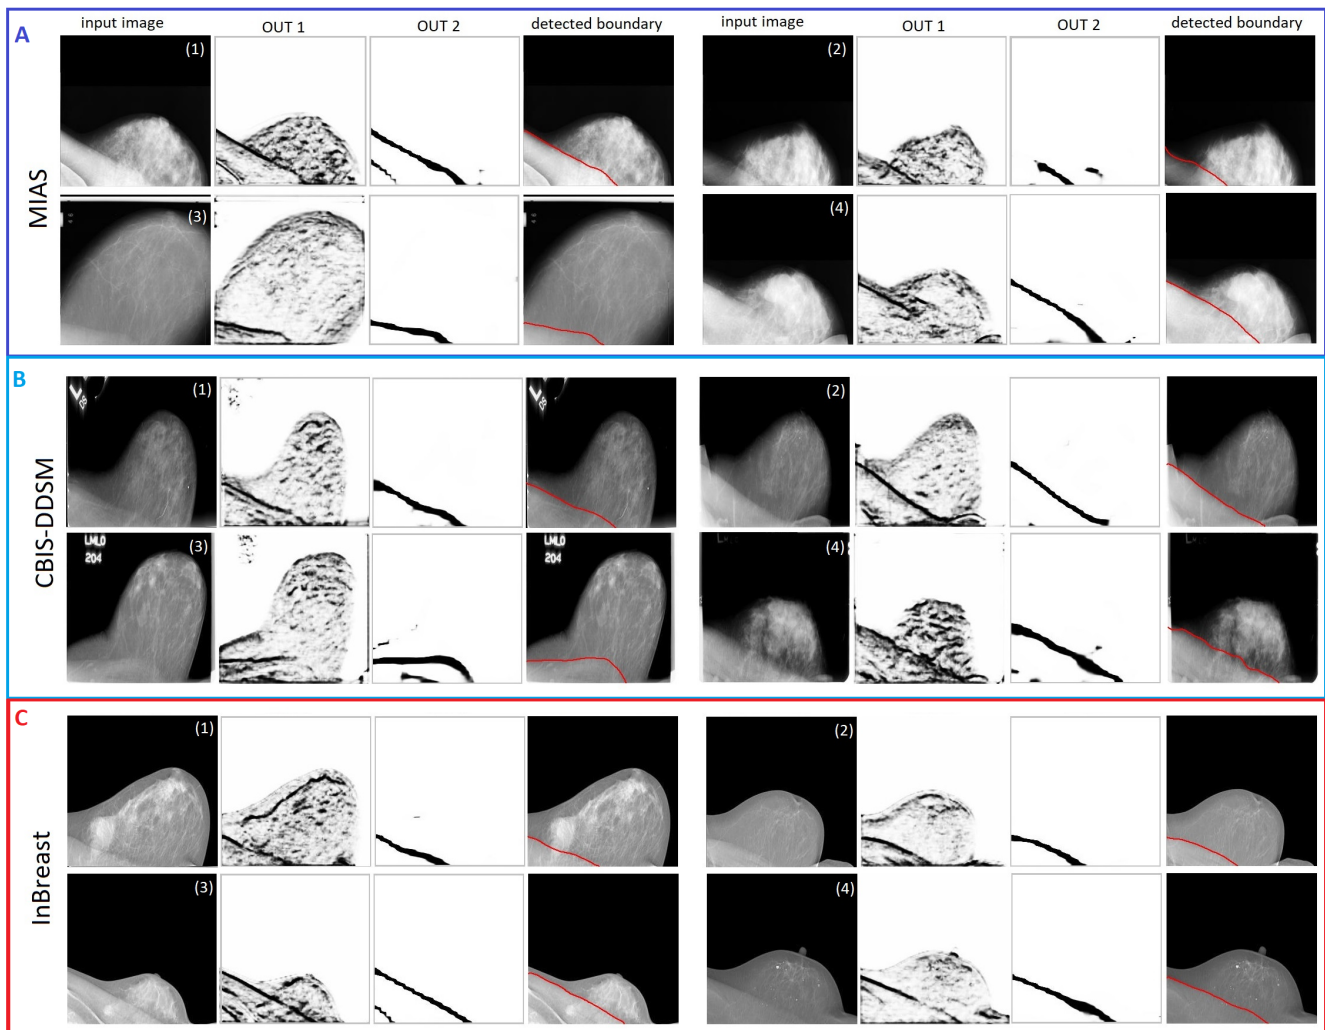 input image OUT 1 OUT 2 detected boundary input image OUT 1 OUT 2 detected boundary
A
(1) (2)
MIAS
(3) (4)
B
(1) (2)
L
CBIS-DDSM
LMLO
204
(3)
LMLO
204
(4)
C
(1) (2)
InBreast
(3) (4)